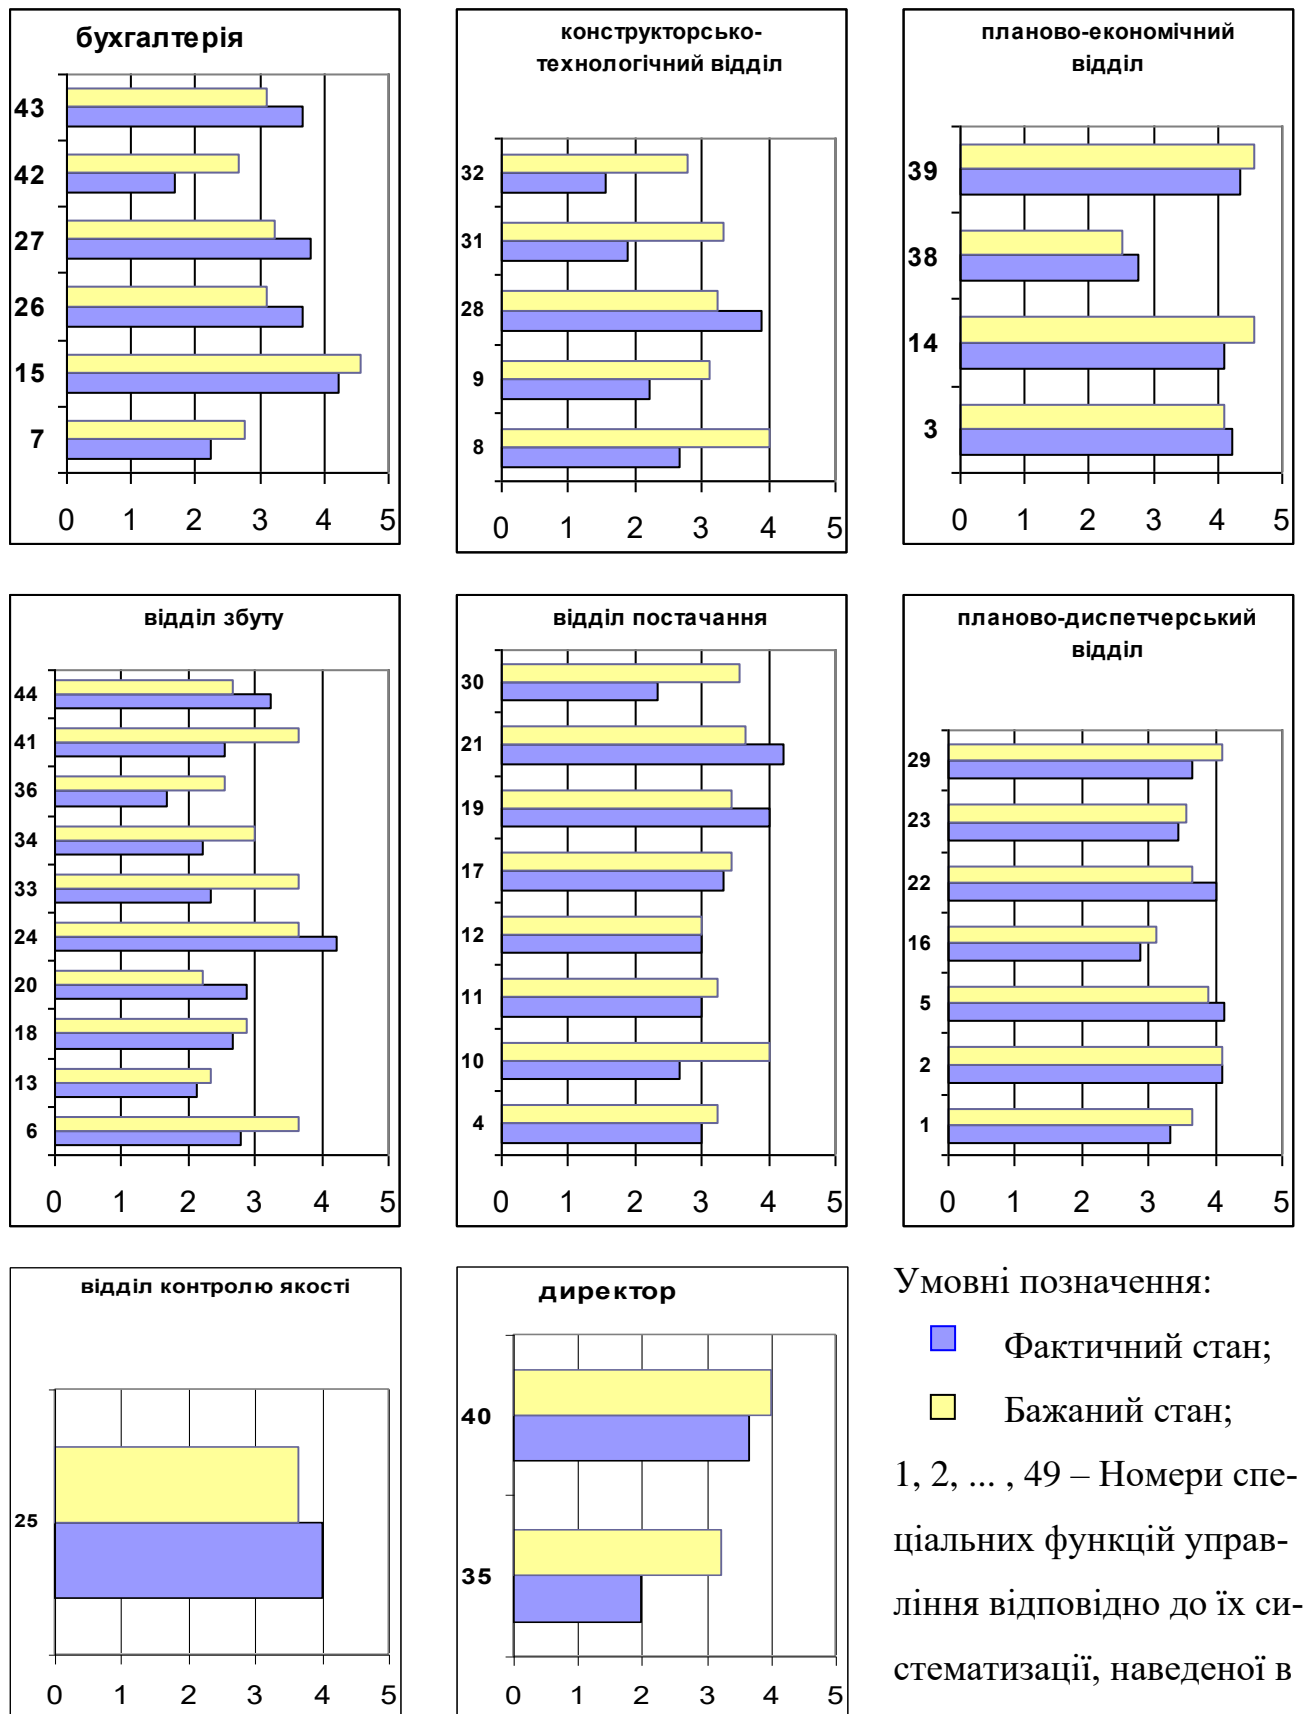 бухгалтерія
43
42
27
26
15
7
0 1 2 3 4 5
конструкторсько-
технологічний відділ
32
31
28
9
8
0 1 2 3 4 5
планово-економічний
відділ
39
38
14
3
0 1 2 3 4 5
відділ збуту
44
41
36
34
33
24
20
18
13
6
0 1 2 3 4 5
відділ постачання
30
21
19
17
12
11
10
4
0 1 2 3 4 5
планово-диспетчерський
відділ
29
23
22
16
5
2
1
0 1 2 3 4 5
відділ контролю якості
25
0 1 2 3 4 5
директор
40
35
0 1 2 3 4 5
Умовні позначення:
Фактичний стан;
Бажаний стан;
1, 2, ... , 49 – Номери спе-
ціальних функцій управ-
ління відповідно до їх си-
стематизації, наведеної в